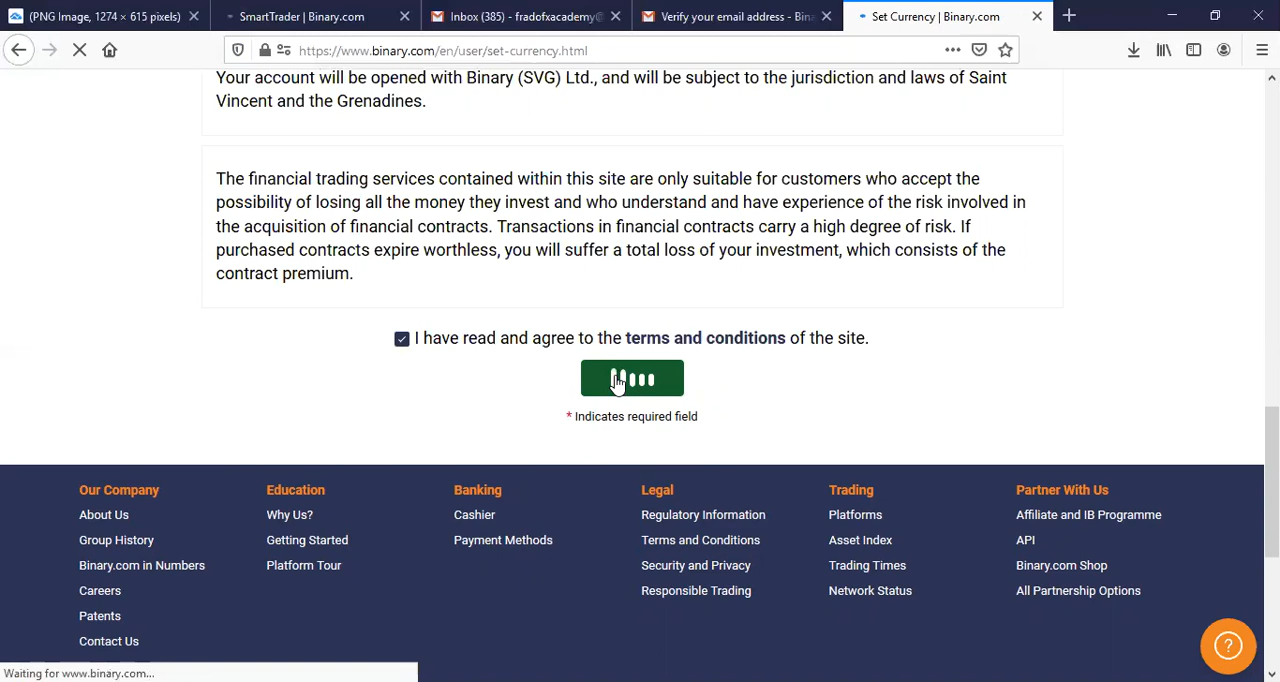 (PNG Image, 1274 × 615 pixels)
SmartTrader | Binary.com
Inbox (385) - fradofxacademy@
Verify your email address - Bina
Set Currency | Binary.com
https://www.binary.com/en/user/set-currency.html
Your account will be opened with Binary (SVG) Ltd., and will be subject to the jurisdiction and laws of Saint
Vincent and the Grenadines.
The financial trading services contained within this site are only suitable for customers who accept the
possibility of losing all the money they invest and who understand and have experience of the risk involved in
the acquisition of financial contracts. Transactions in financial contracts carry a high degree of risk. If
purchased contracts expire worthless, you will suffer a total loss of your investment, which consists of the
contract premium.
I have read and agree to the terms and conditions of the site.
* Indicates required field
Our Company
Education
Banking
Legal
Trading
Partner With Us
About Us
Why Us?
Cashier
Regulatory Information
Platforms
Affiliate and IB Programme
Group History
Getting Started
Payment Methods
Terms and Conditions
Asset Index
API
Binary.com in Numbers
Platform Tour
Security and Privacy
Trading Times
Binary.com Shop
Careers
Responsible Trading
Network Status
All Partnership Options
Patents
Contact Us
Waiting for www.binary.com...